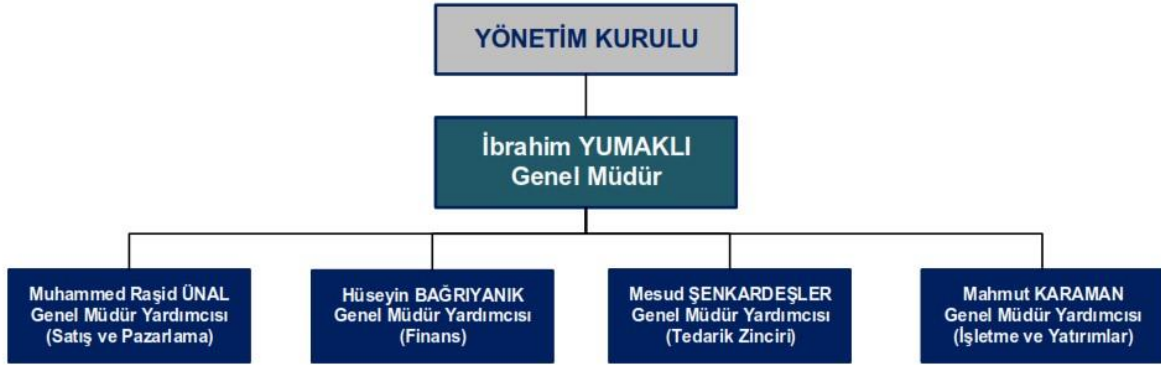 YÖNETİM KURULU
İbrahim YUMAKLI
Genel Müdür
Muhammed Raşid ÜNAL
Genel Müdür Yardımcısı
(Satış ve Pazarlama)
Hüseyin BAĞRIYANIK
Genel Müdür Yardımcısı
(Finans)
Mesud ŞENKARDEŞLER
Genel Müdür Yardımcısı
(Tedarik Zinciri)
Mahmut KARAMAN
Genel Müdür Yardımcısı
(İşletme ve Yatırımlar)